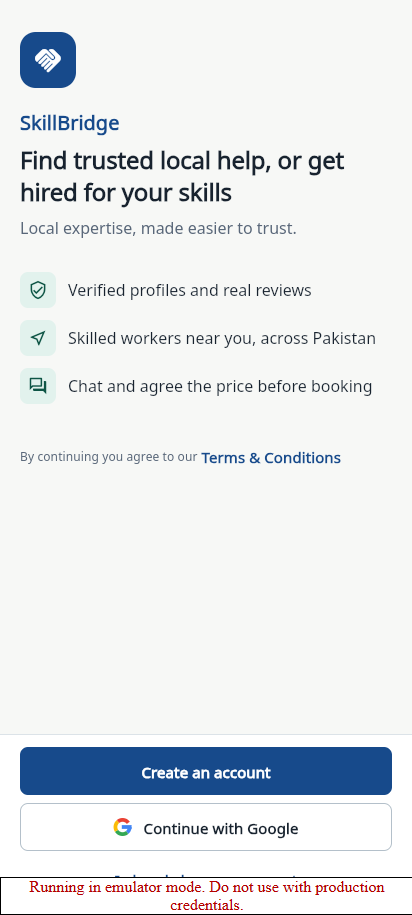 SkillBridge
Find trusted local help, or get
hired for your skills
Local expertise, made easier to trust.
Verified profiles and real reviews
Skilled workers near you, across Pakistan
Chat and agree the price before booking
By continuing you agree to our Terms & Conditions
Create an account
Continue with Google
Running in emulator mode. Do not use with production
credentials.